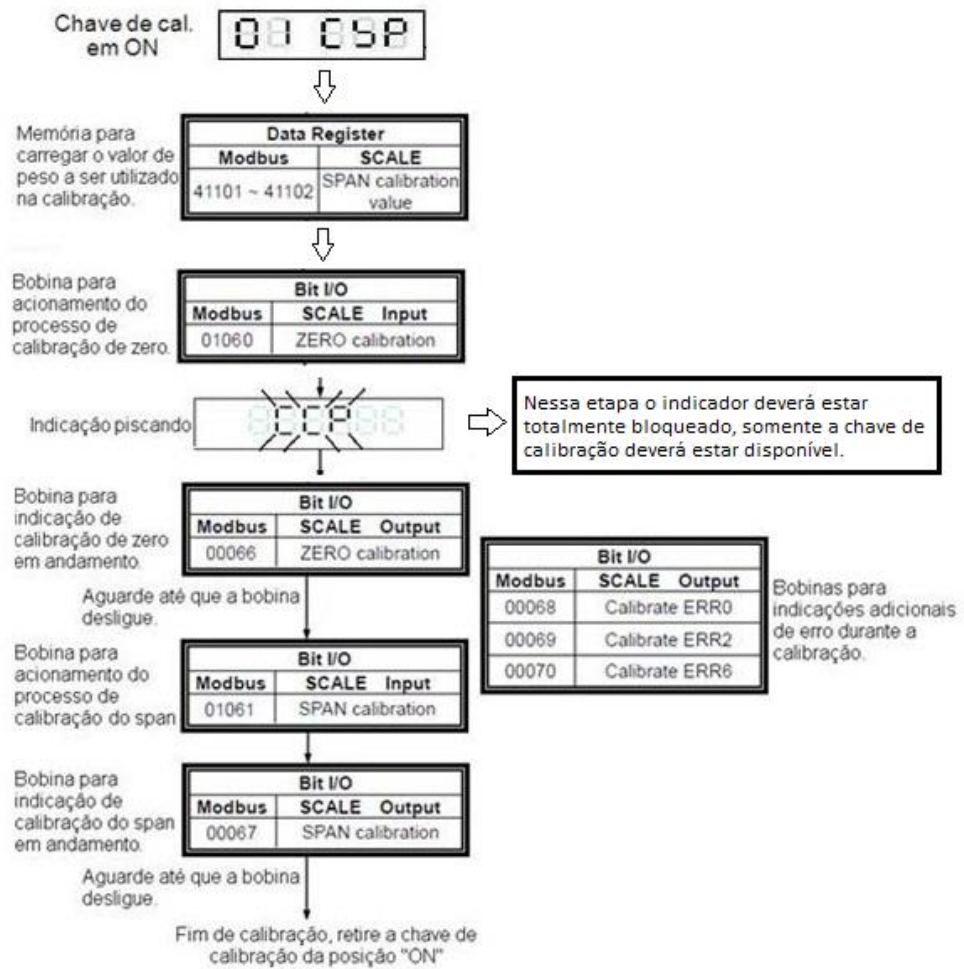 Chave de cal.
em ON
01 CSP
Memória para
carregar o valor de
peso a ser utilizado
na calibração.
Data Register
Modbus SCALE
41101 ~ 41102 SPAN calibration
value
Bobina para
acionamento do
processo de
calibração de zero.
Bit I/O
Modbus SCALE Input
01060 ZERO calibration
Indicação piscando
CCP
Nessa etapa o indicador deverá estar
totalmente bloqueado, somente a chave de
calibração deverá estar disponível.
Bobina para
indicação de
calibração de zero
em andamento.
Bit I/O
Modbus SCALE Output
00066 ZERO calibration
Aguarde até que a bobina
desligue.
Bit I/O
Modbus SCALE Output
00068 Calibrate ERR0
00069 Calibrate ERR2
00070 Calibrate ERR6
Bobinas para
indicações adicionais
de erro durante a
calibração.
Bobina para
acionamento do
processo de
calibração do span
Bit I/O
Modbus SCALE Input
01061 SPAN calibration
Bobina para
indicação de
calibração do span
em andamento.
Bit I/O
Modbus SCALE Output
00067 SPAN calibration
Aguarde até que a bobina
desligue.
Fim de calibração, retire a chave de
calibração da posição "ON"